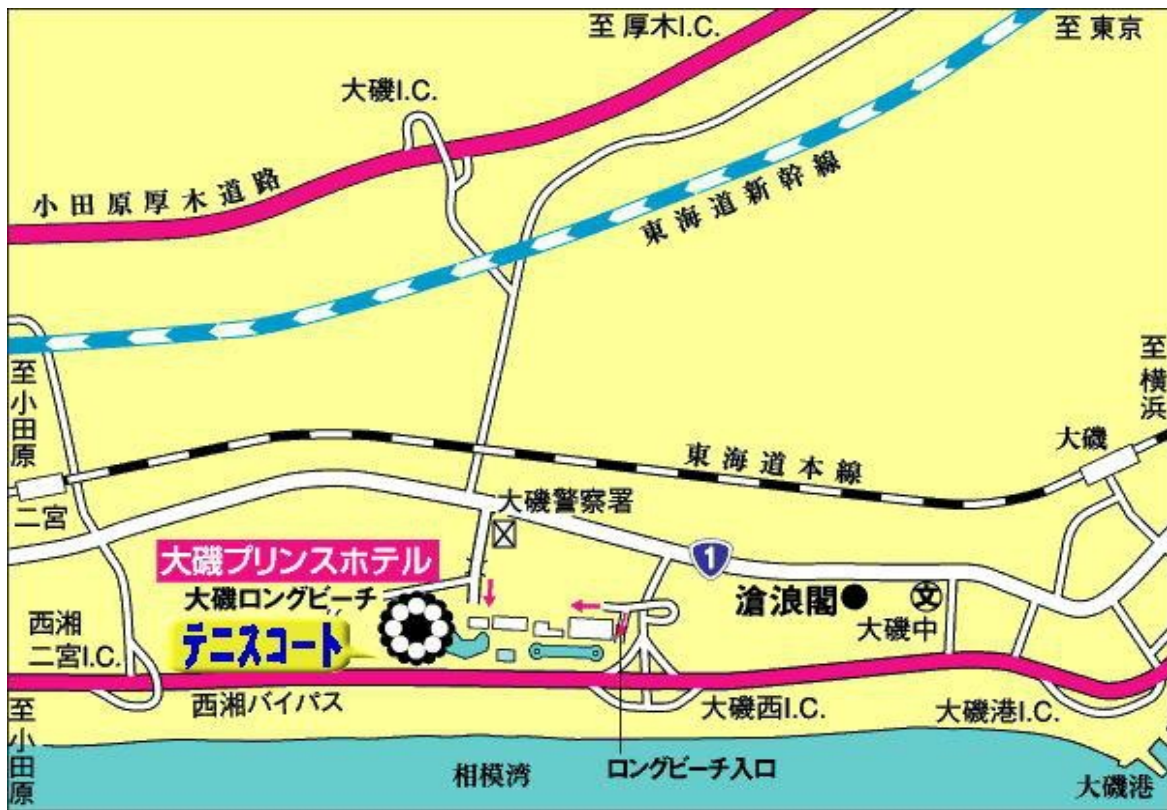 至 厚木I.C.
至 東京
大磯I.C.
小田原厚木道路
東海道新幹線
至小田原
至横浜
大磯
東海道本線
二宮
大磯警察署
1
大磯プリンスホテル
大磯ロングビーチ
テニスコート
滄浪閣
文
大磯中
西湘
二宮I.C.
西湘バイパス
大磯西I.C.
大磯港I.C.
至小田原
相模湾
ロングビーチ入口
大磯港